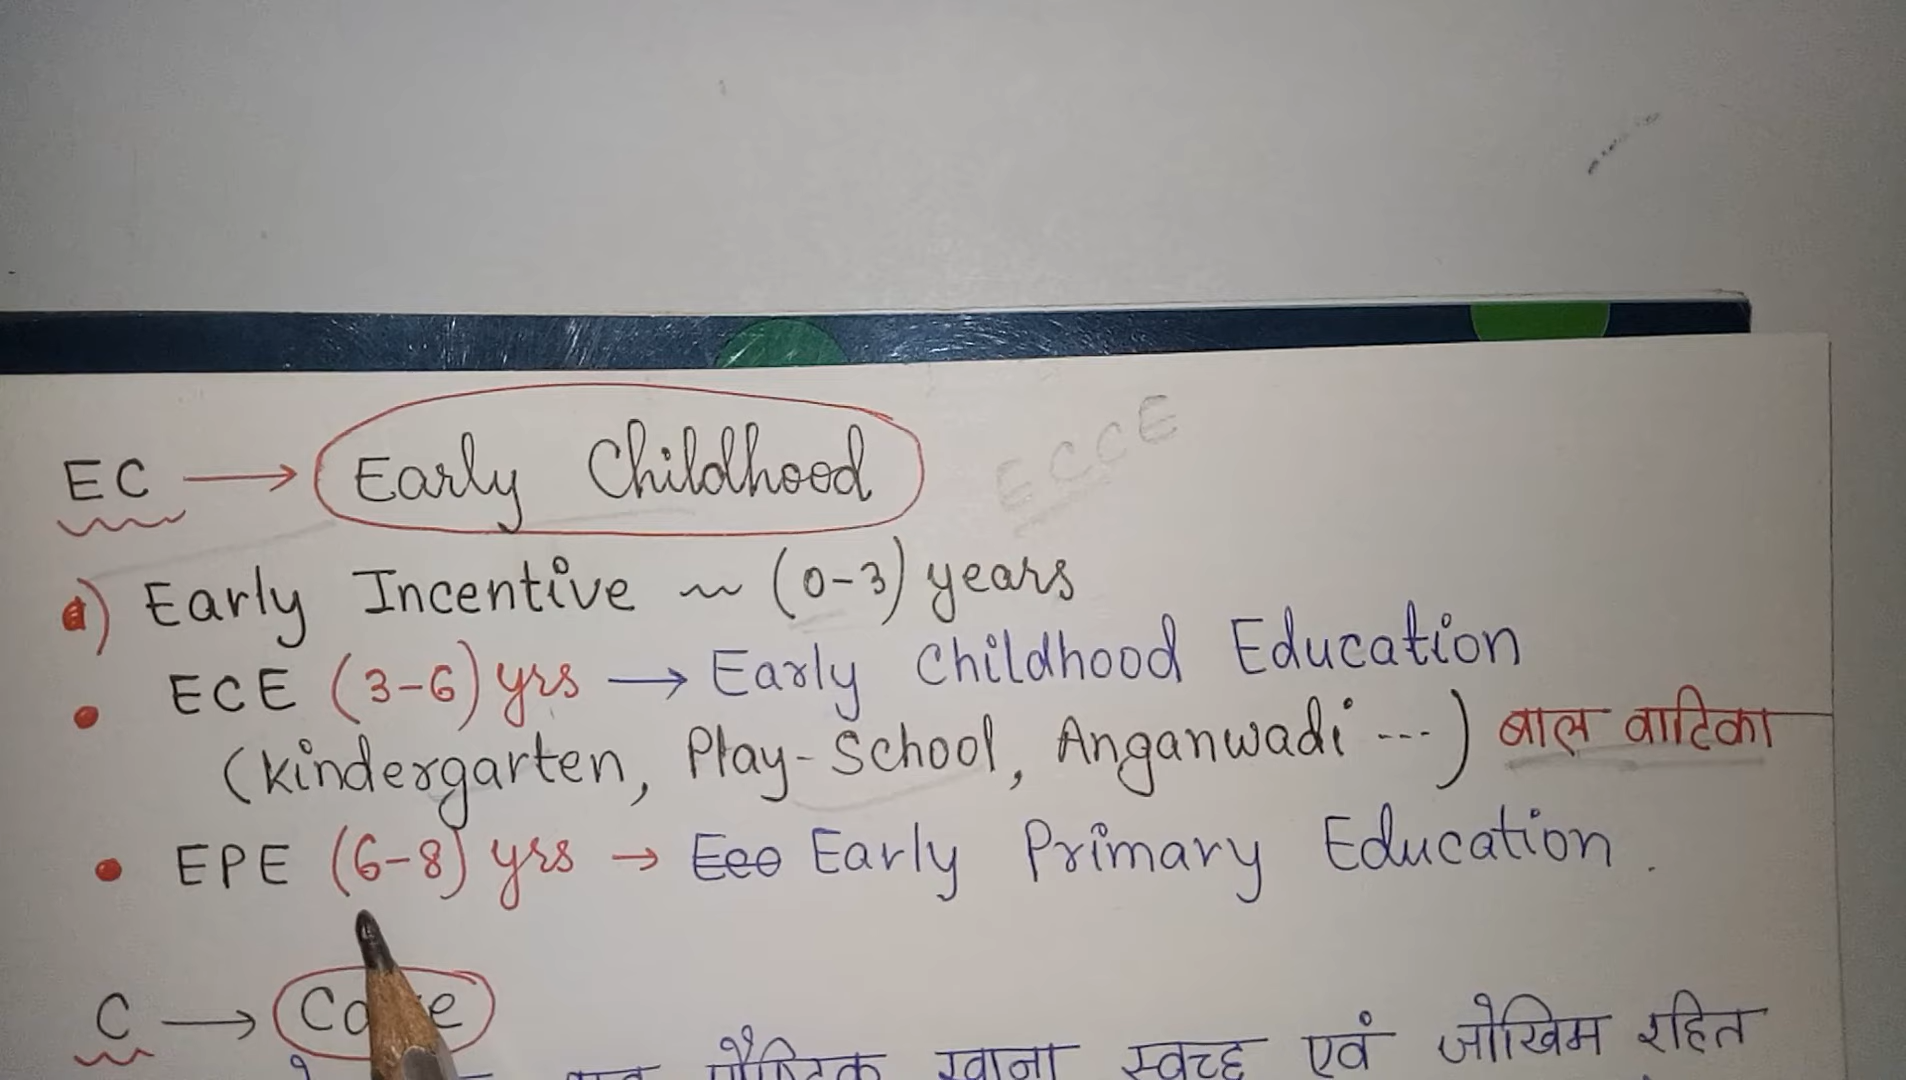 ECCE
EC → Early Childhood
a) Early Incentive ~ (0-3) years
• ECE (3-6) yrs → Early Childhood Education
(Kindergarten, Play-School, Anganwadi ---) बाल वाटिका
• EPE (6-8) yrs → Early Primary Education.
C →
पौष्टिक खाना स्वच्छ एवं जोखिम रहित